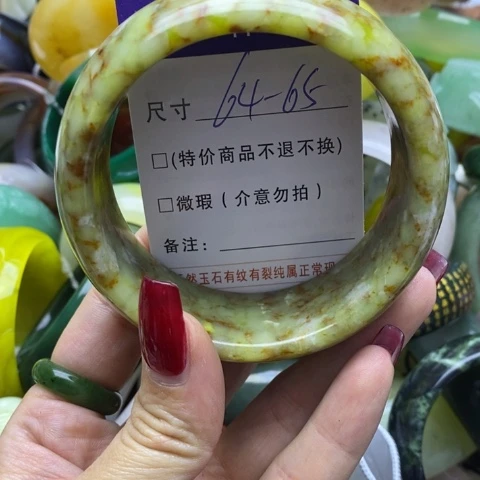 尺寸 64-65
□(特价商品不退不换)
□微瑕(介意勿拍)
备注:
然玉石有纹有裂纯属正常现